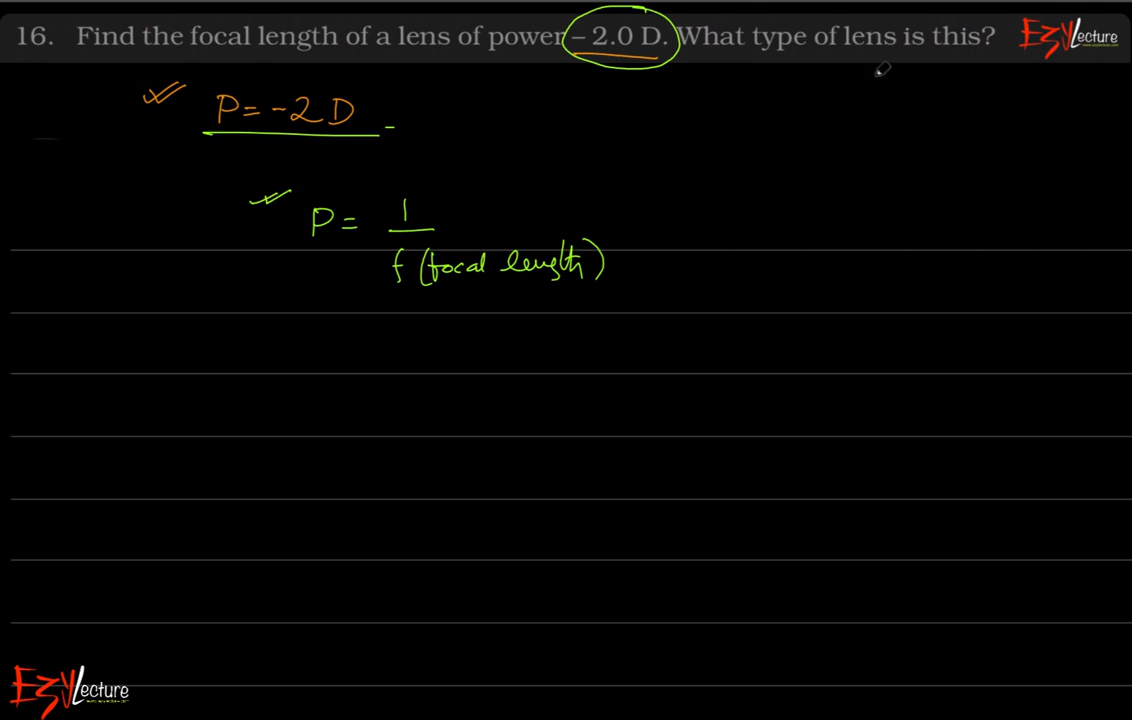 16. Find the focal length of a lens of power – 2.0 D. What type of lens is this?
EzyLecture
P = -2 D
P = 1
f (focal length)
EzyLecture